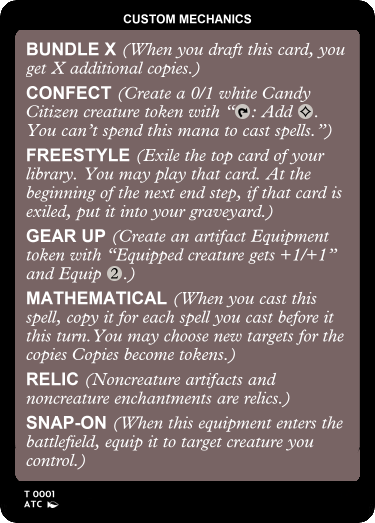 CUSTOM MECHANICS
BUNDLE X (When you draft this card, you
get X additional copies.)
CONFECT (Create a 0/1 white Candy
Citizen creature token with “: Add .
You can’t spend this mana to cast spells.”)
FREESTYLE (Exile the top card of your
library. You may play that card. At the
beginning of the next end step, if that card is
exiled, put it into your graveyard.)
GEAR UP (Create an artifact Equipment
token with “Equipped creature gets +1/+1”
and Equip 2.)
MATHEMATICAL (When you cast this
spell, copy it for each spell you cast before it
this turn.You may choose new targets for the
copies Copies become tokens.)
RELIC (Noncreature artifacts and
noncreature enchantments are relics.)
SNAP-ON (When this equipment enters the
battlefield, equip it to target creature you
control.)
T 0001
ATC